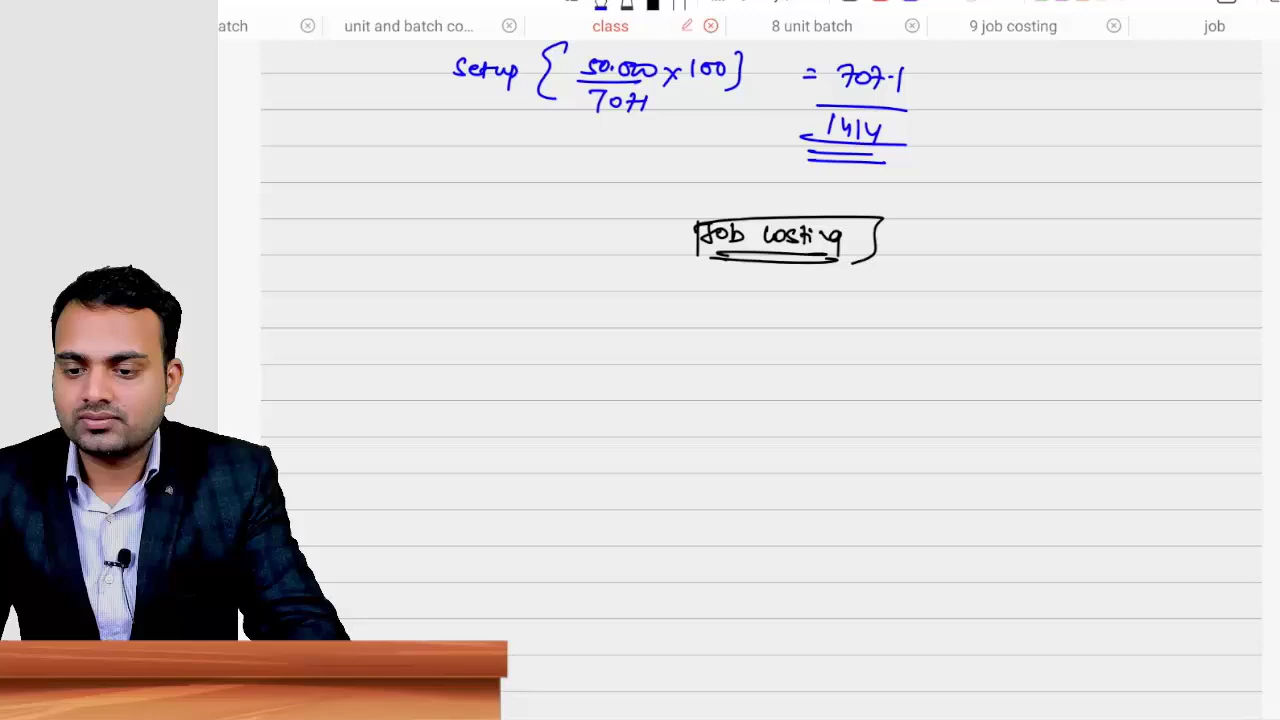 atch unit and batch co... class 8 unit batch 9 job costing job
Setup [ 50.000 / 7071 × 100 ] = 707.1
1414
Job Costing